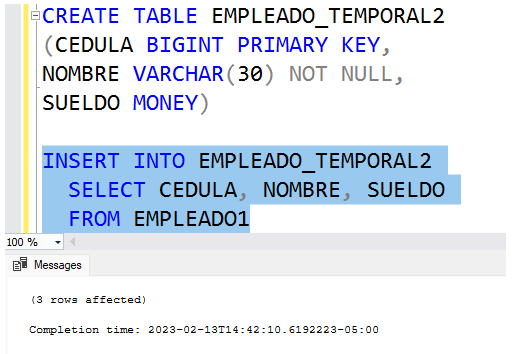 CREATE TABLE EMPLEADO_TEMPORAL2
(CEDULA BIGINT PRIMARY KEY,
NOMBRE VARCHAR(30) NOT NULL,
SUELDO MONEY)
INSERT INTO EMPLEADO_TEMPORAL2
SELECT CEDULA, NOMBRE, SUELDO
FROM EMPLEADO1
100 %
Messages
(3 rows affected)
Completion time: 2023-02-13T14:42:10.6192223-05:00